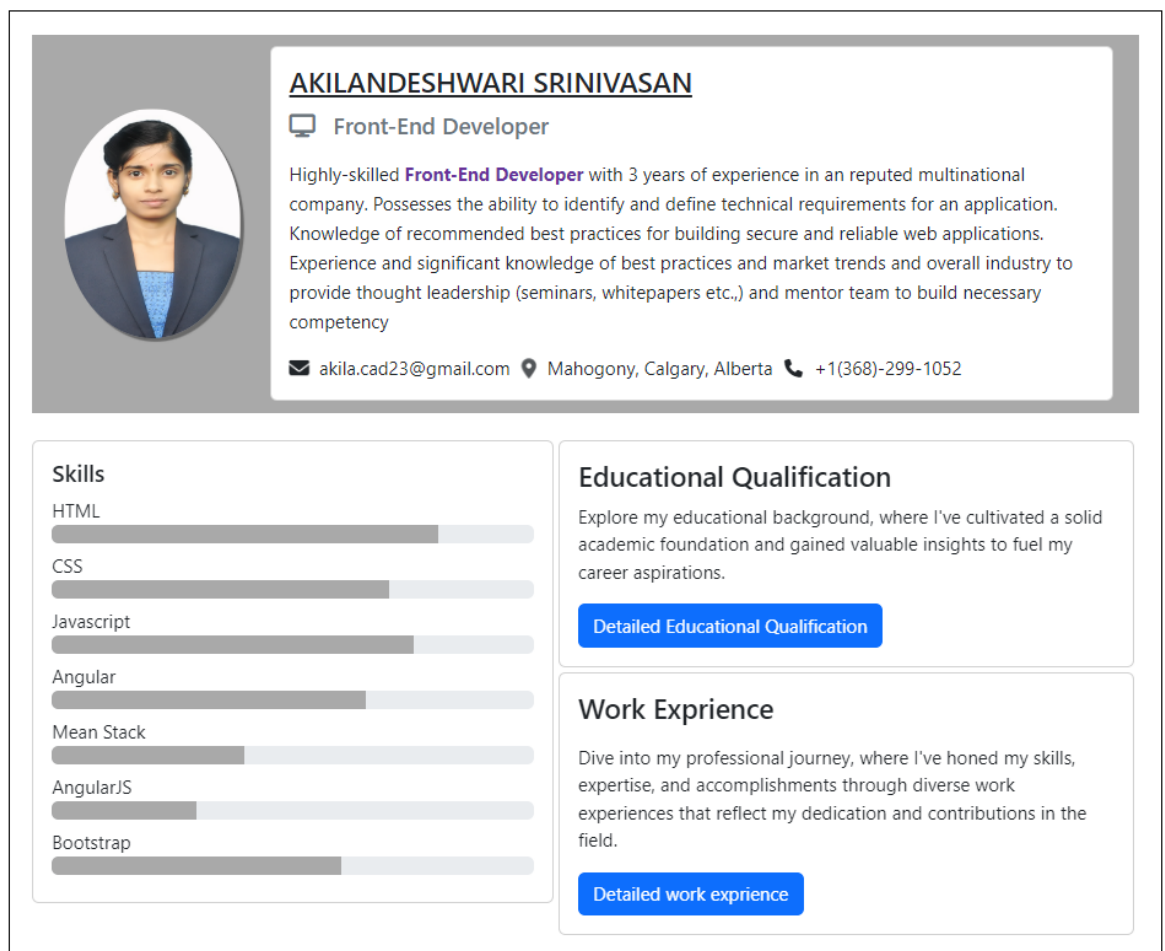 AKILANDESHWARI SRINIVASAN
Front-End Developer
Highly-skilled Front-End Developer with 3 years of experience in an reputed multinational
company. Possesses the ability to identify and define technical requirements for an application.
Knowledge of recommended best practices for building secure and reliable web applications.
Experience and significant knowledge of best practices and market trends and overall industry to
provide thought leadership (seminars, whitepapers etc.,) and mentor team to build necessary
competency
akila.cad23@gmail.com Mahogony, Calgary, Alberta +1(368)-299-1052
Skills
HTML
CSS
Javascript
Angular
Mean Stack
AngularJS
Bootstrap
Educational Qualification
Explore my educational background, where I've cultivated a solid
academic foundation and gained valuable insights to fuel my
career aspirations.
Detailed Educational Qualification
Work Exprience
Dive into my professional journey, where I've honed my skills,
expertise, and accomplishments through diverse work
experiences that reflect my dedication and contributions in the
field.
Detailed work exprience